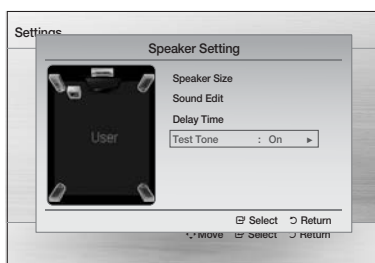 Settings
Speaker Setting
Speaker Size
Sound Edit
Delay Time
User
Test Tone : On ►
Select Return
Move Select Return